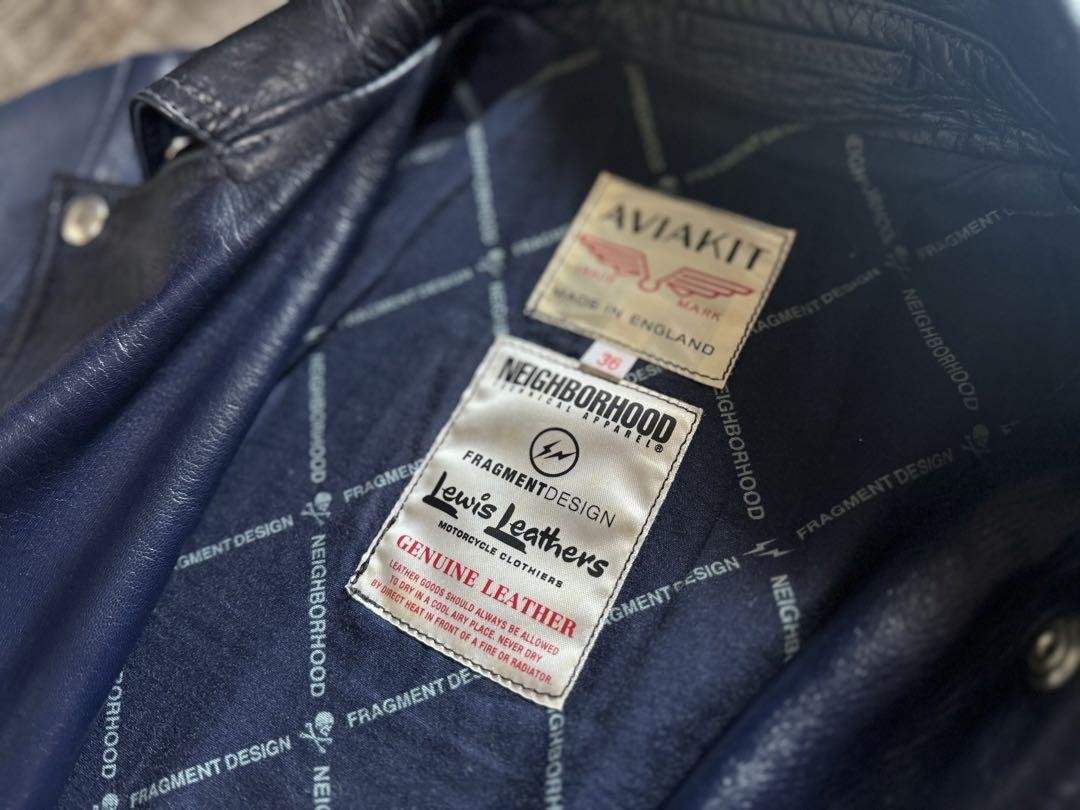 AVIAKIT
MARK
MADE IN ENGLAND
36
NEIGHBORHOOD
TECHNICAL APPAREL®
FRAGMENTDESIGN
Lewis Leathers
MOTORCYCLE CLOTHIERS
GENUINE LEATHER
LEATHER GOODS SHOULD ALWAYS BE ALLOWED
TO DRY IN A COOL AIRY PLACE. NEVER DRY
BY DIRECT HEAT IN FRONT OF A FIRE OR RADIATOR.
FRAGMENT DESIGN
NEIGHBORHOOD
FRAGMENT DESIGN
NEIGHBORHOOD
NEIGHBORHOOD
FRAGMENT DESIGN
NEIGHBORHOOD
FRAGMENT DESIGN